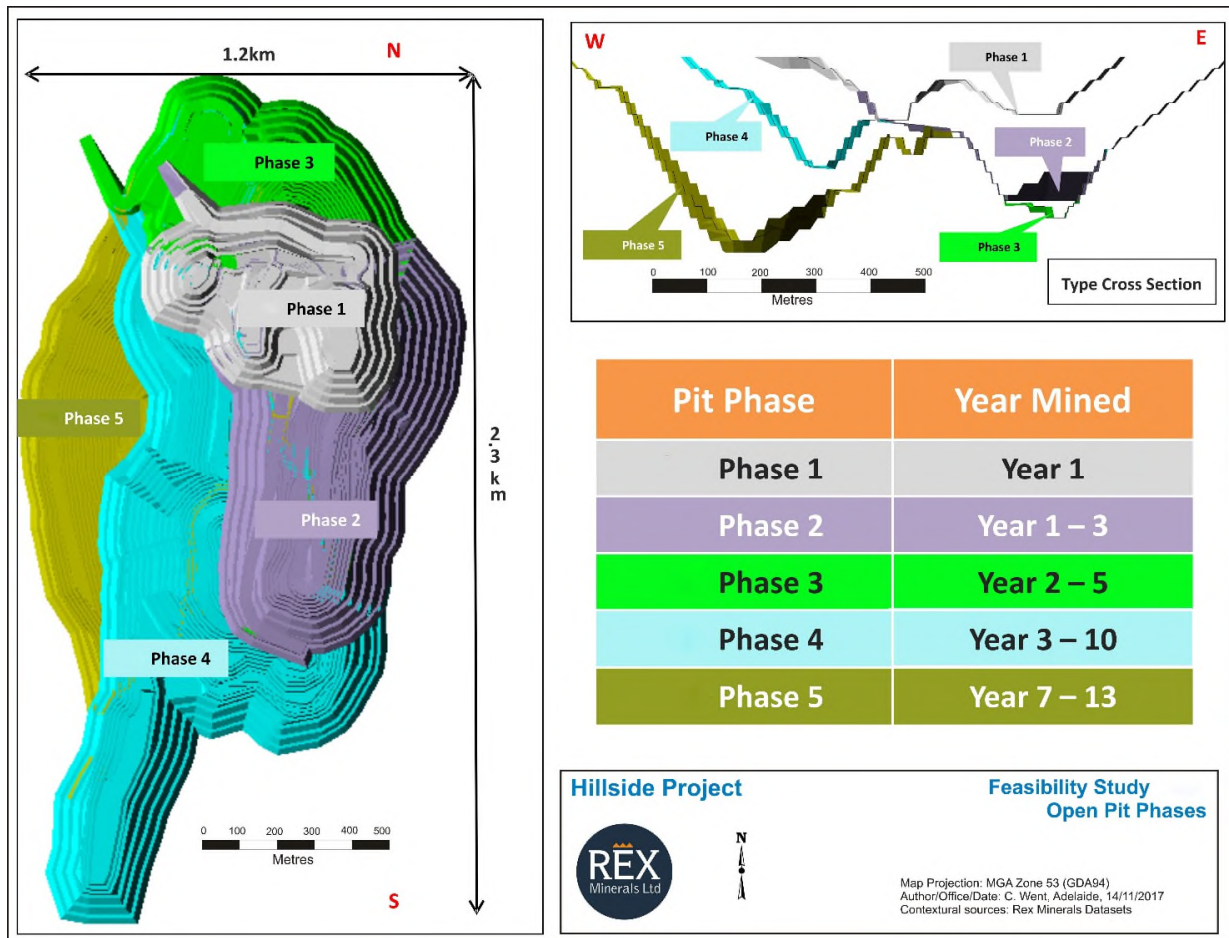 1.2km
N
Phase 3
Phase 1
Phase 5
2.3 km
Phase 2
Phase 4
0 100 200 300 400 500
Metres
S
W
E
Phase 1
Phase 4
Phase 2
Phase 5
Phase 3
0 100 200 300 400 500
Metres
Type Cross Section
Pit Phase Year Mined
Phase 1 Year 1
Phase 2 Year 1 – 3
Phase 3 Year 2 – 5
Phase 4 Year 3 – 10
Phase 5 Year 7 – 13
Hillside Project
Feasibility Study
Open Pit Phases
REX
Minerals Ltd
N
Map Projection: MGA Zone 53 (GDA94)
Author/Office/Date: C. Went, Adelaide, 14/11/2017
Contextural sources: Rex Minerals Datasets